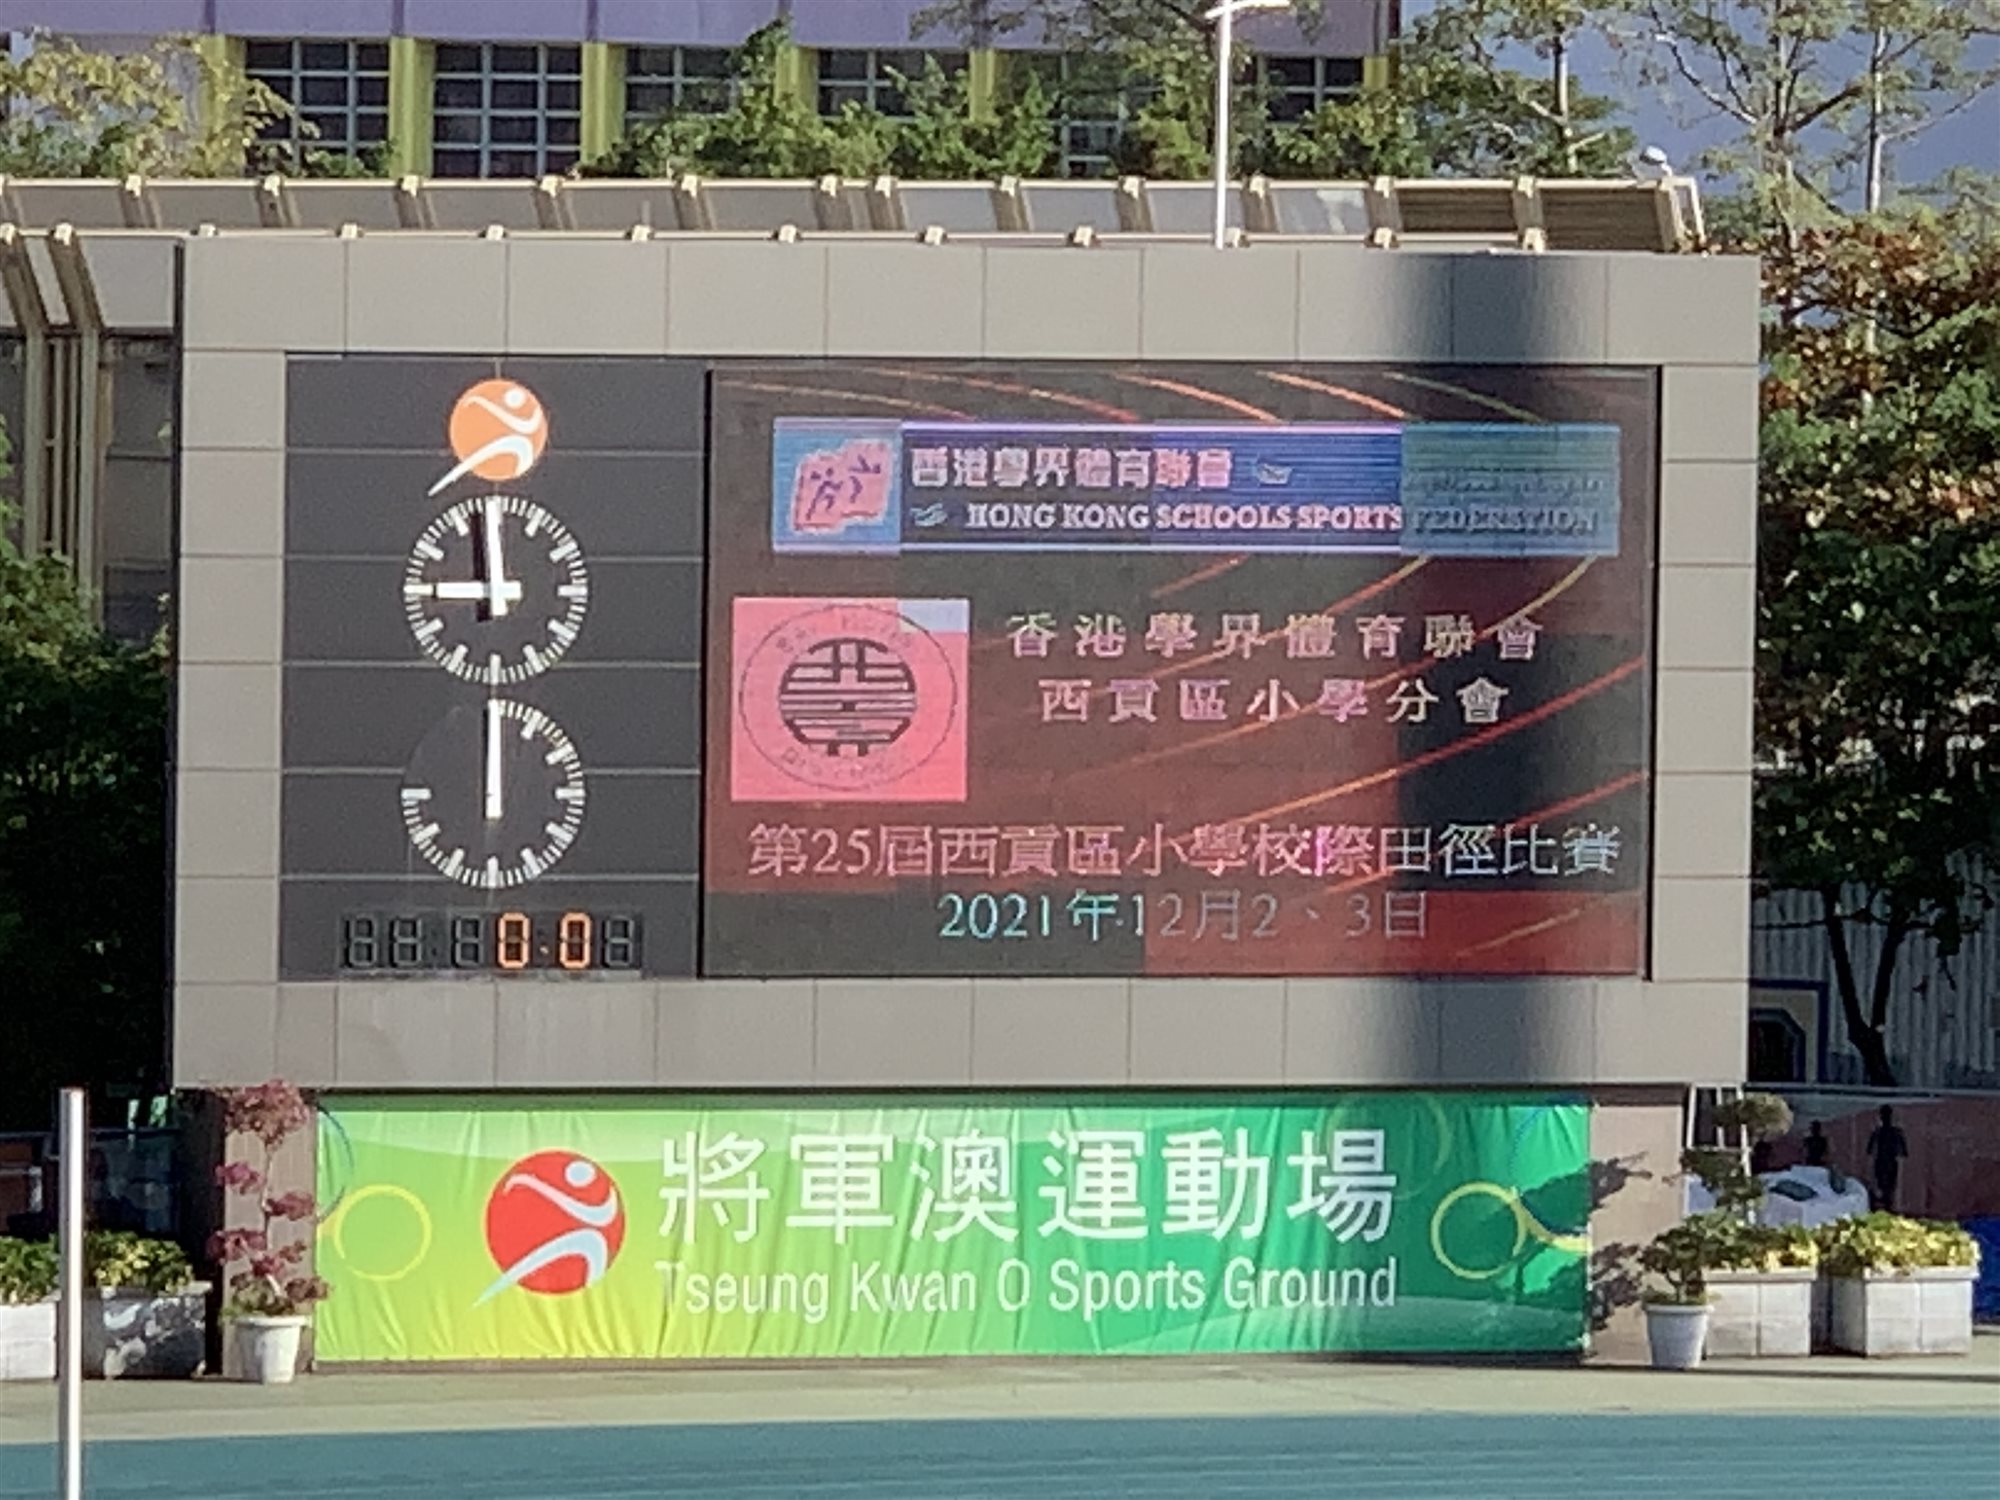 香港學界體育聯會
HONG KONG SCHOOLS SPORTS FEDERATION
香港學界體育聯會
西貢區小學分會
第25屆西貢區小學校際田徑比賽
2021年12月2、3日
0.0
將軍澳運動場
Tseung Kwan O Sports Ground